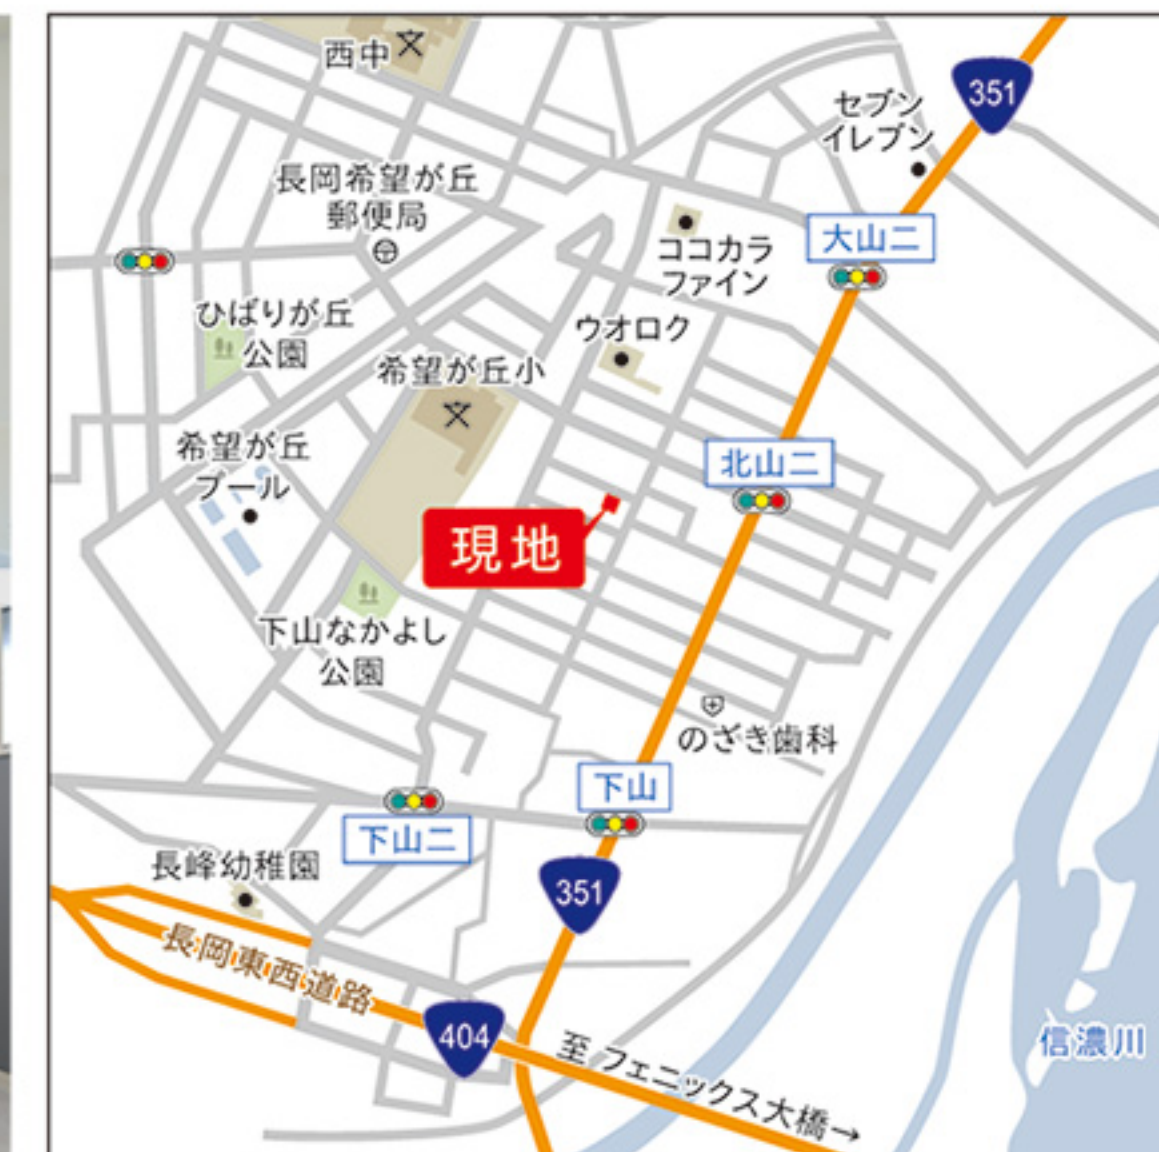 西中
351
セブン
イレブン
長岡希望が丘
郵便局
ココカラ
ファイン
大山二
ひばりが丘
公園
ウオロク
希望が丘小
希望が丘
プール
北山二
現地
下山なかよし
公園
のざき歯科
下山
下山二
長峰幼稚園
351
長岡東西道路
404
至 フェニックス大橋→
信濃川